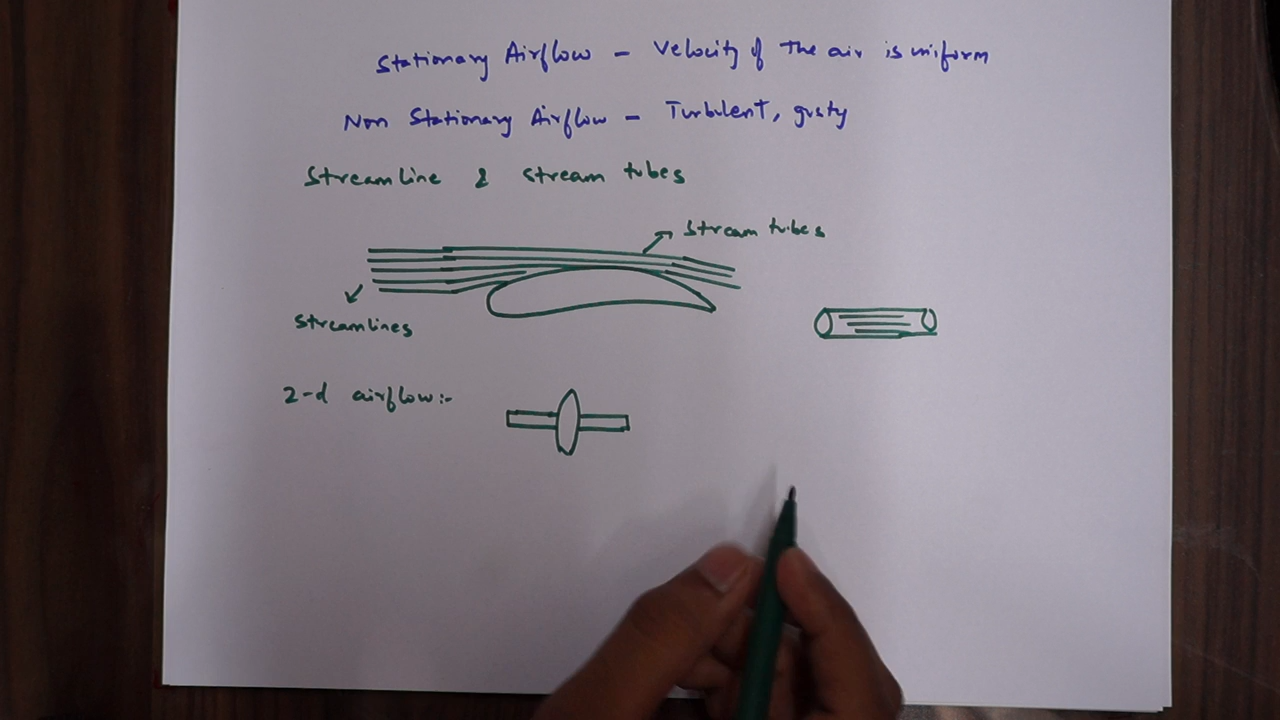 Stationary Airflow - Velocity of The air is uniform
Non Stationary Airflow - Turbulent, gusty
Streamline & stream tubes
Stream tubes
Streamlines
2-d airflow:-